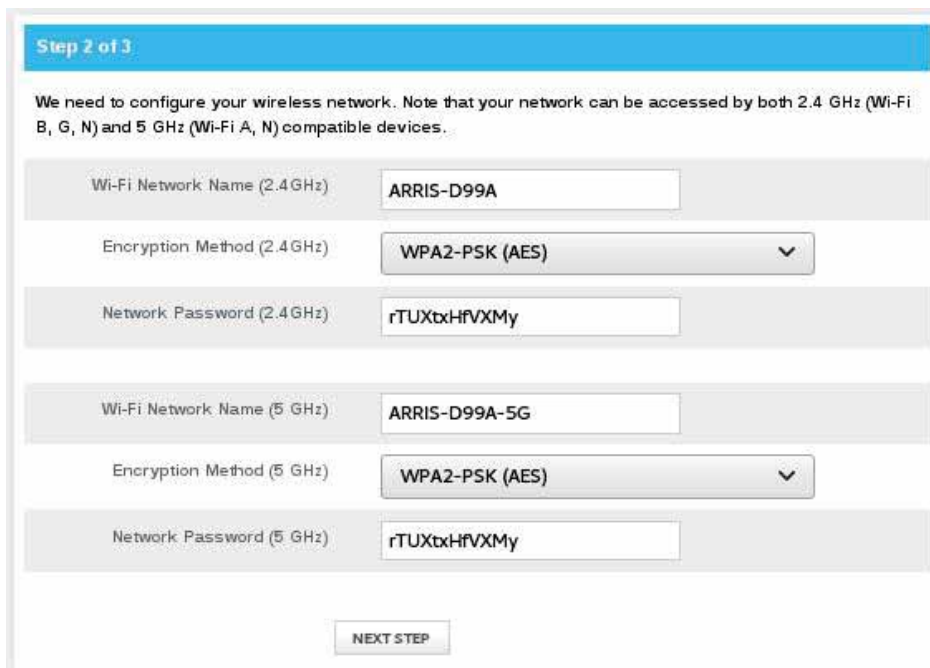 Step 2 of 3
We need to configure your wireless network. Note that your network can be accessed by both 2.4 GHz (Wi-Fi
B, G, N) and 5 GHz (Wi-Fi A, N) compatible devices.
Wi-Fi Network Name (2.4GHz) ARRIS-D99A
Encryption Method (2.4GHz) WPA2-PSK (AES)
Network Password (2.4GHz) rTUXtxHfVXMy
Wi-Fi Network Name (5 GHz) ARRIS-D99A-5G
Encryption Method (5 GHz) WPA2-PSK (AES)
Network Password (5 GHz) rTUXtxHfVXMy
NEXT STEP